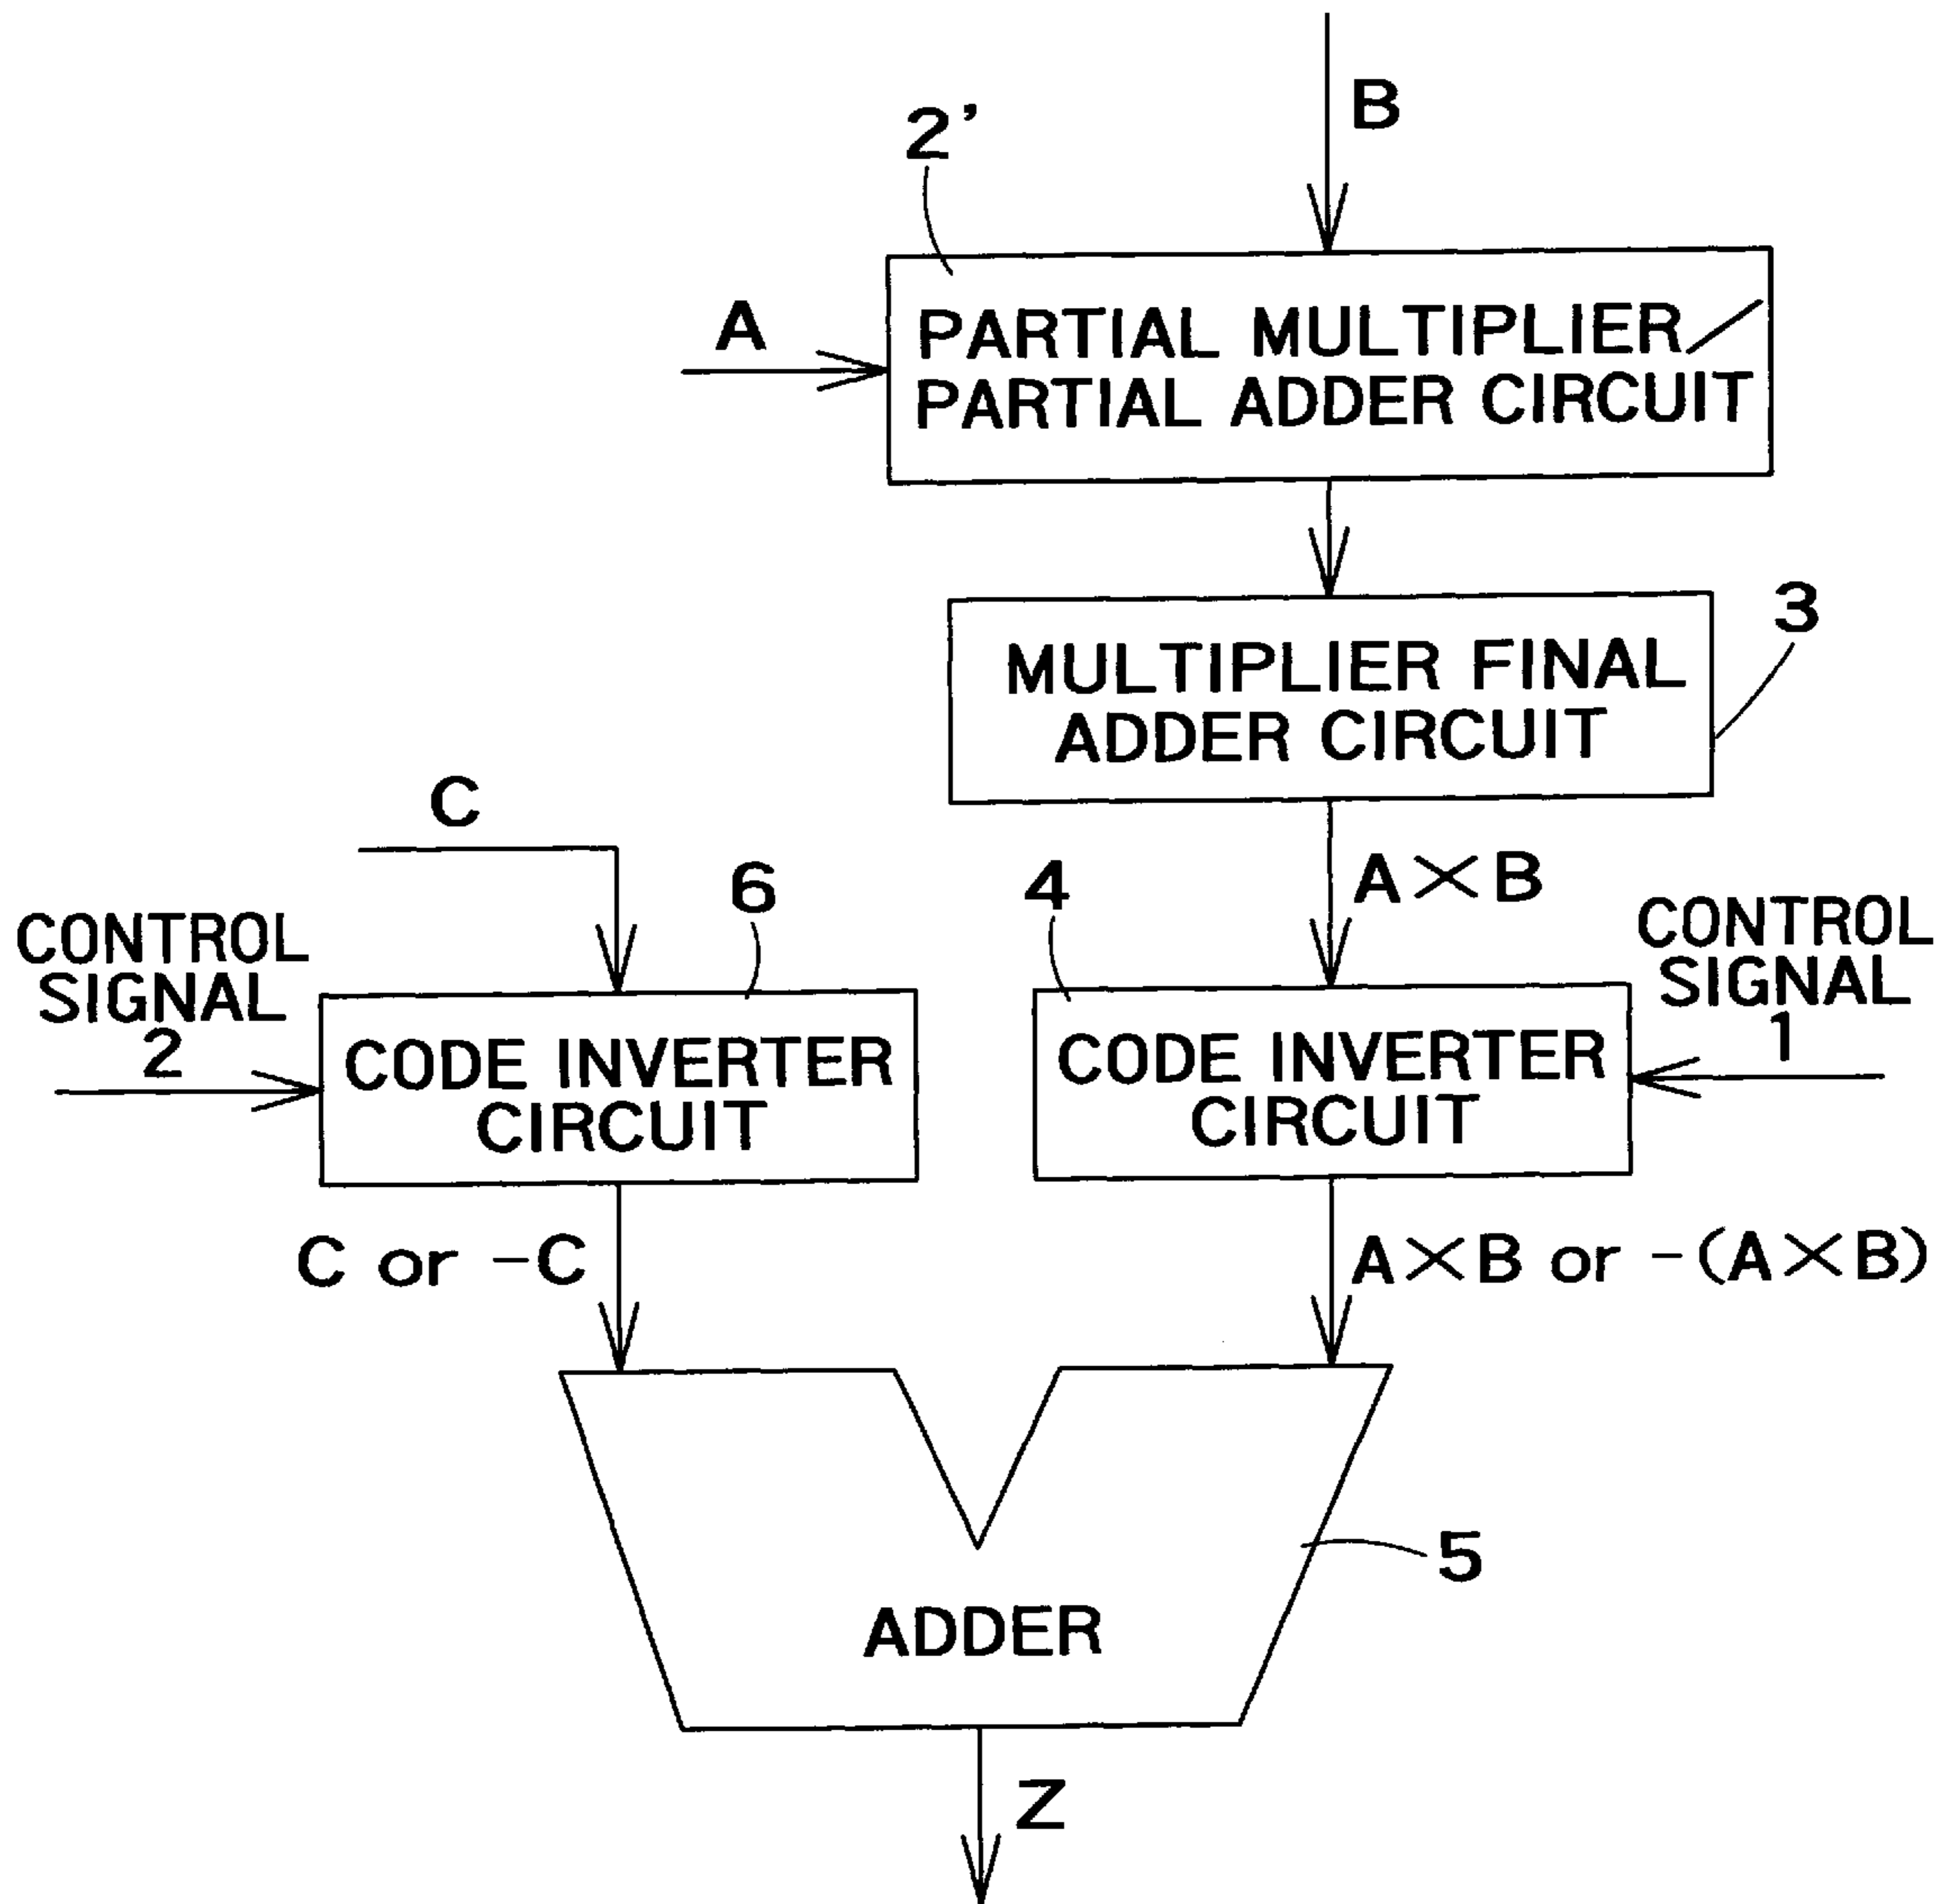 B
2'
A
PARTIAL MULTIPLIER/
PARTIAL ADDER CIRCUIT
3
MULTIPLIER FINAL
ADDER CIRCUIT
C
6
4
A×B
CONTROL
SIGNAL
2
CONTROL
SIGNAL
1
CODE INVERTER
CIRCUIT
CODE INVERTER
CIRCUIT
C or -C
A×B or -(A×B)
5
ADDER
Z